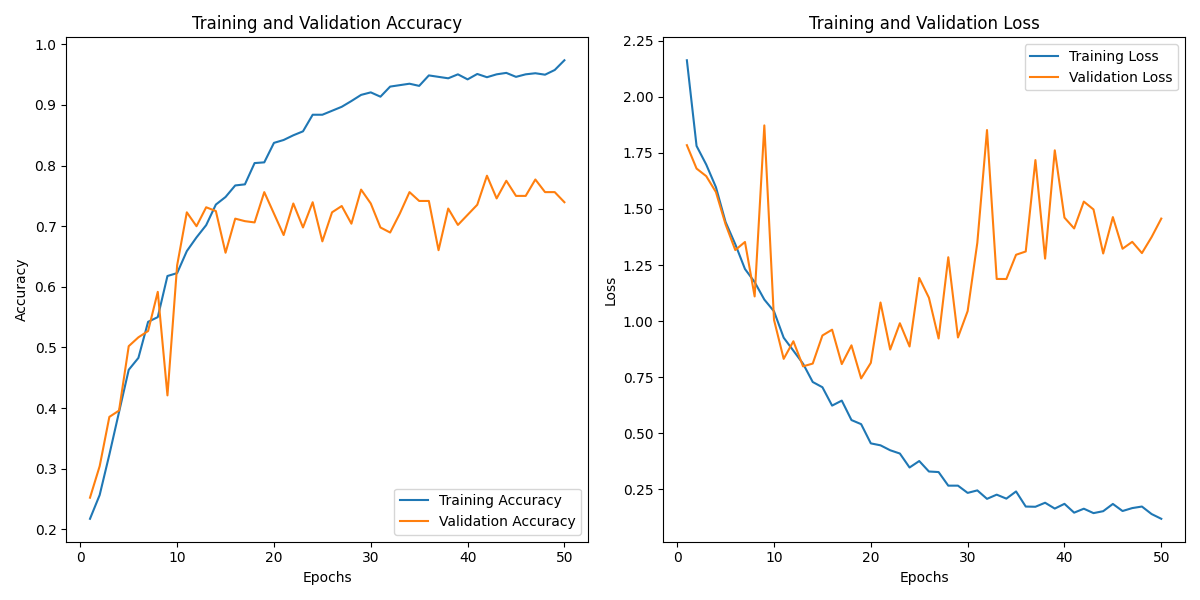 Training and Validation Accuracy
1.0
0.9
0.8
0.7
0.6
0.5
0.4
0.3
0.2
Accuracy
0 10 20 30 40 50
Epochs
Training Accuracy
Validation Accuracy
Training and Validation Loss
2.25
2.00
1.75
1.50
1.25
1.00
0.75
0.50
0.25
Loss
0 10 20 30 40 50
Epochs
Training Loss
Validation Loss